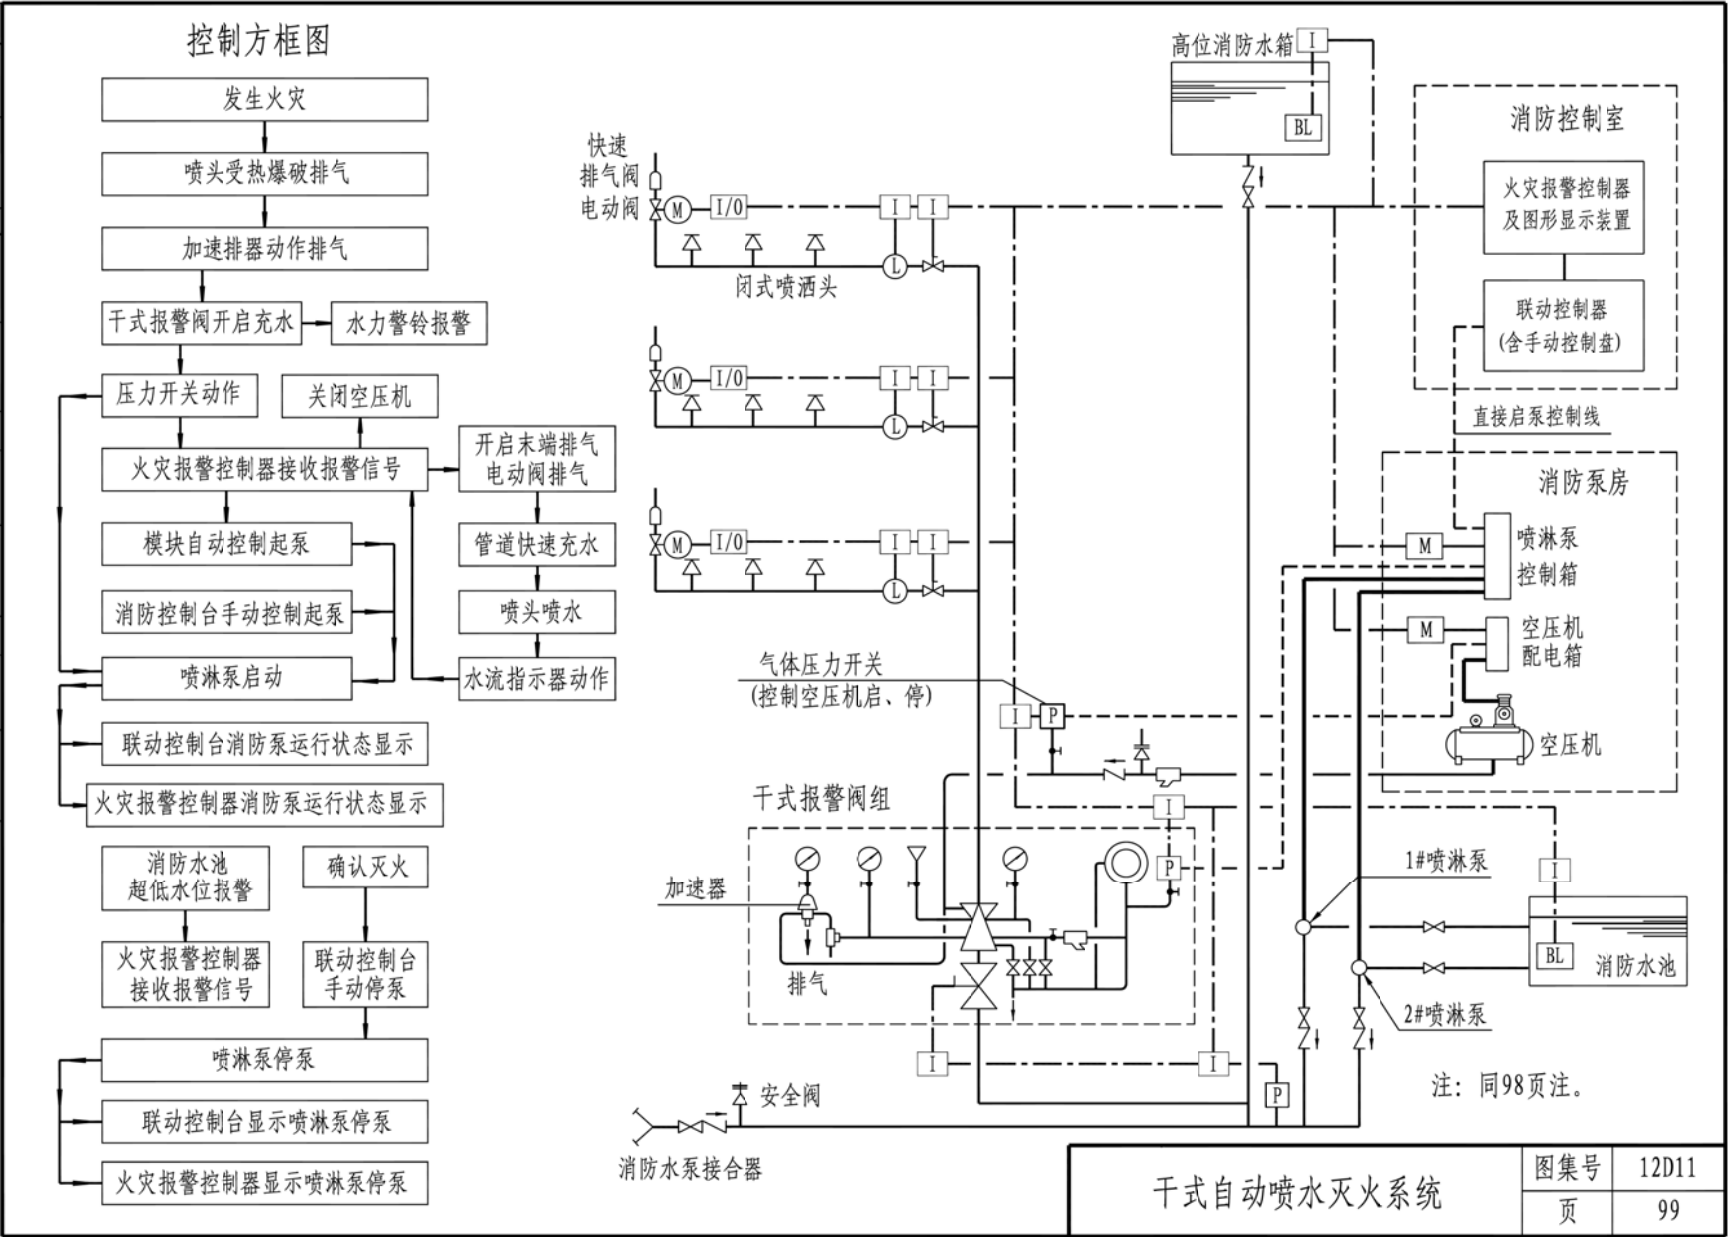 控制方框图
发生火灾
喷头受热爆破排气
加速排器动作排气
干式报警阀开启充水
水力警铃报警
压力开关动作
关闭空压机
火灾报警控制器接收报警信号
开启末端排气
电动阀排气
模块自动控制起泵
管道快速充水
消防控制台手动控制起泵
喷头喷水
喷淋泵启动
水流指示器动作
联动控制台消防泵运行状态显示
火灾报警控制器消防泵运行状态显示
消防水池
超低水位报警
确认灭火
火灾报警控制器
接收报警信号
联动控制台
手动停泵
喷淋泵停泵
联动控制台显示喷淋泵停泵
火灾报警控制器显示喷淋泵停泵
快速
排气阀
电动阀
M
I/O
I
I
L
闭式喷洒头
M
I/O
I
I
L
M
I/O
I
I
L
高位消防水箱
I
BL
消防控制室
火灾报警控制器
及图形显示装置
联动控制器
(含手动控制盘)
直接启泵控制线
消防泵房
M
喷淋泵
控制箱
M
空压机
配电箱
空压机
气体压力开关
(控制空压机启、停)
I
P
干式报警阀组
I
P
加速器
排气
I
I
P
1#喷淋泵
2#喷淋泵
I
BL
消防水池
安全阀
消防水泵接合器
注：同98页注。
干式自动喷水灭火系统
图集号
12D11
页
99